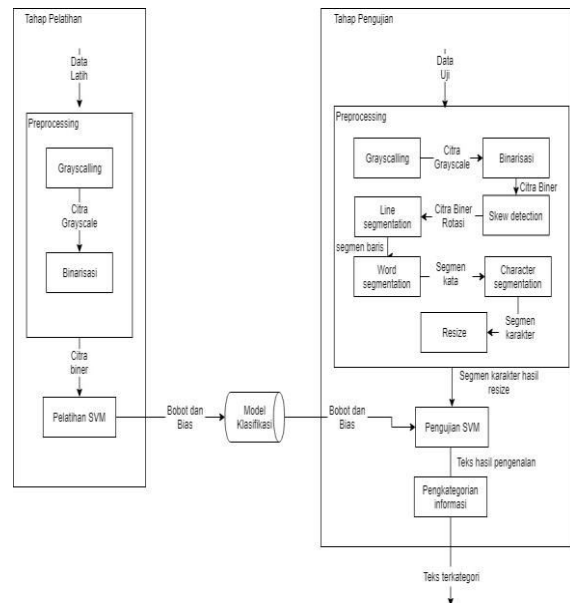 Tahap Pelatihan
Data
Latih
Preprocessing
Grayscalling
Citra
Grayscale
Binarisasi
Citra
biner
Pelatihan SVM
Bobot dan
Bias
Model
Klasifikasi
Tahap Pengujian
Data
Uji
Preprocessing
Grayscalling
Citra
Grayscale
Binarisasi
Citra Biner
Skew detection
Citra Biner
Rotasi
Line
segmentation
segmen baris
Word
segmentation
Segmen
kata
Character
segmentation
Segmen
karakter
Resize
Segmen karakter hasil
resize
Bobot dan
Bias
Pengujian SVM
Teks hasil pengenalan
Pengkategorian
informasi
Teks terkategori